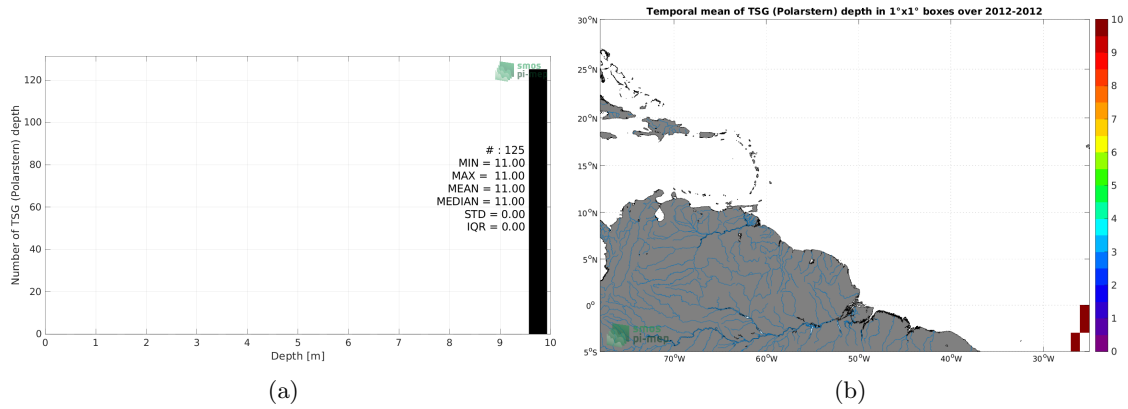 smos
pi-mep
120
100
80
60
40
20
0
Number of TSG (Polarstern) depth
# : 125
MIN = 11.00
MAX = 11.00
MEAN = 11.00
MEDIAN = 11.00
STD = 0.00
IQR = 0.00
0 1 2 3 4 5 6 7 8 9 10
Depth [m]
(a)
Temporal mean of TSG (Polarstern) depth in 1°x1° boxes over 2012-2012
30°N
25°N
20°N
15°N
10°N
5°N
0°
5°S
smos
pi-mep
70°W 60°W 50°W 40°W 30°W
10
9
8
7
6
5
4
3
2
1
0
(b)